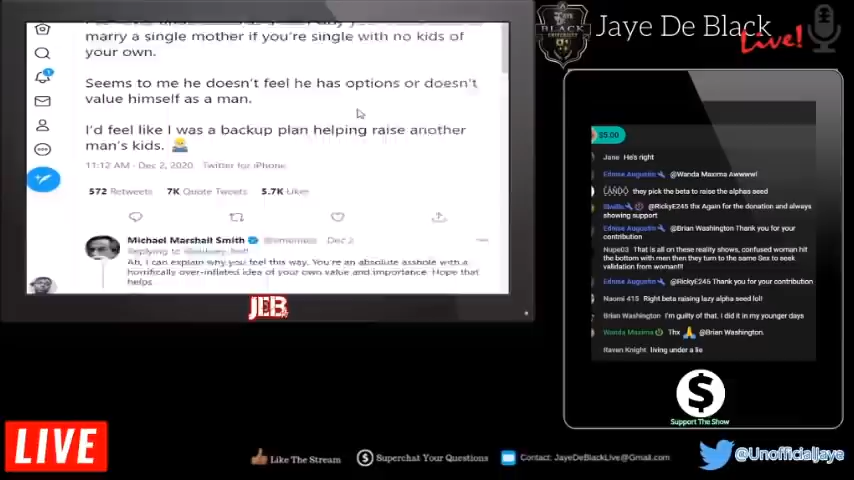 marry a single mother if you're single with no kids of
your own.
Seems to me he doesn't feel he has options or doesn't
value himself as a man.
I'd feel like I was a backup plan helping raise another
man's kids.
11:12 AM - Dec 2, 2020 Twitter for iPhone
572 Retweets 7K Quote Tweets 5.7K Likes
Michael Marshall Smith Dec 2
Replying to
Ah, I can explain why you feel this way. You're an absolute asshole with a
horrifically over-inflated idea of your own value and importance. Hope that
helps
JEB
BLACK
UNIVERSITY
Jaye De Black
Live!
$5.00
Jane He's right
Ednise Augustin @Wanda Maxima Awwww!
they pick the beta to raise the alphas seed
@RickyE245 thx Again for the donation and always
showing support
Ednise Augustin @Brian Washington Thank you for your
contribution
That is all on these reality shows, confused woman hit
the bottom with men then they turn to the same Sex to seek
validation from woman!!!
Ednise Augustin @RickyE245 Thank you for your contribution
Naomi 415 Right beta raising lazy alpha seed lol!
Brian Washington I'm guilty of that. I did it in my younger days
Wanda Maxima Thx @Brian Washington.
Raven Knight living under a lie
$
Support The Show
LIVE
Like The Stream
$ Superchat Your Questions
Contact: JayeDeBlackLive@Gmail.com
@UnofficialJaye